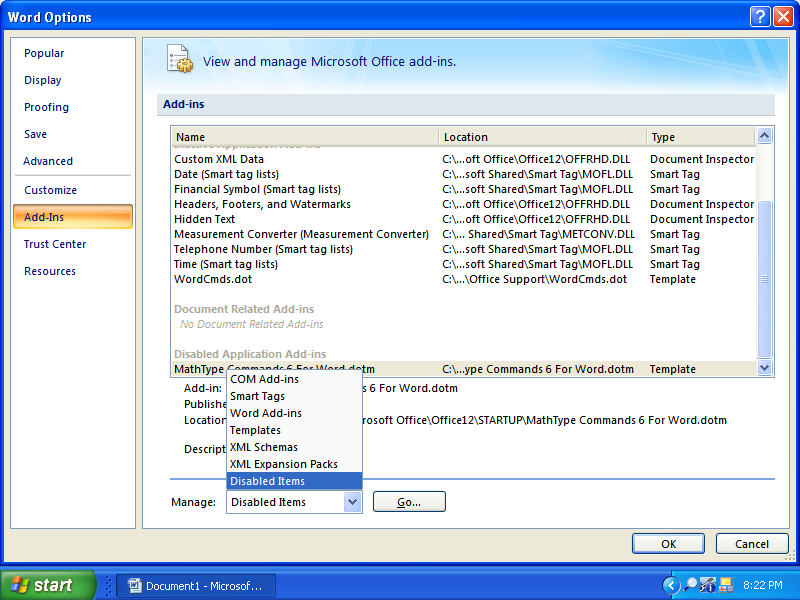 Word Options
Popular
Display
Proofing
Save
Advanced
Customize
Add-Ins
Trust Center
Resources
View and manage Microsoft Office add-ins.
Add-ins
Name Location Type
Inactive Application Add-ins
Custom XML Data C:\...oft Office\Office12\OFFRHD.DLL Document Inspector
Date (Smart tag lists) C:\...soft Shared\Smart Tag\MOFL.DLL Smart Tag
Financial Symbol (Smart tag lists) C:\...soft Shared\Smart Tag\MOFL.DLL Smart Tag
Headers, Footers, and Watermarks C:\...oft Office\Office12\OFFRHD.DLL Document Inspector
Hidden Text C:\...oft Office\Office12\OFFRHD.DLL Document Inspector
Measurement Converter (Measurement Converter) C:\... Shared\Smart Tag\METCONV.DLL Smart Tag
Telephone Number (Smart tag lists) C:\...soft Shared\Smart Tag\MOFL.DLL Smart Tag
Time (Smart tag lists) C:\...soft Shared\Smart Tag\MOFL.DLL Smart Tag
WordCmds.dot C:\...\Office Support\WordCmds.dot Template
Document Related Add-ins
No Document Related Add-ins
Disabled Application Add-ins
MathType Commands 6 For Word.dotm C:\...ype Commands 6 For Word.dotm Template
Add-in: s 6 For Word.dotm
Publishe
Location rosoft Office\Office12\STARTUP\MathType Commands 6 For Word.dotm
Descript
COM Add-ins
Smart Tags
Word Add-ins
Templates
XML Schemas
XML Expansion Packs
Disabled Items
Manage: Disabled Items Go...
OK Cancel
start Document1 - Microsof... 8:22 PM